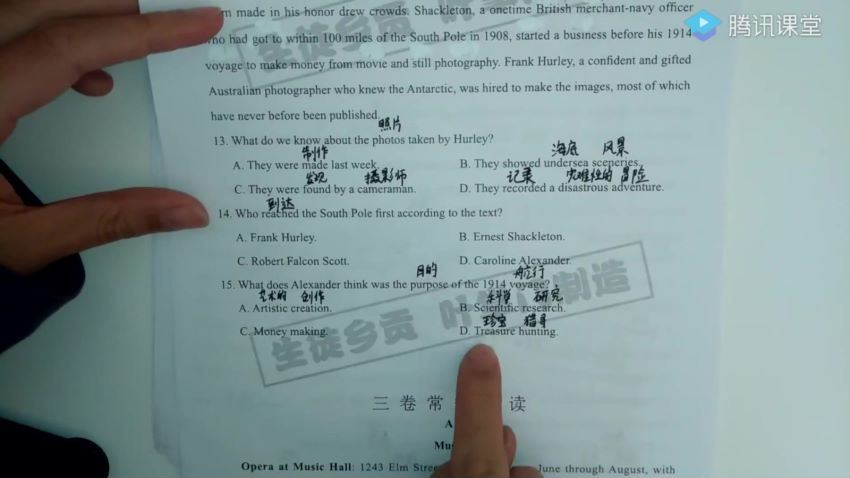 腾讯课堂
made in his honor drew crowds. Shackleton, a onetime British merchant-navy officer
who had got to within 100 miles of the South Pole in 1908, started a business before his 1914
voyage to make money from movie and still photography. Frank Hurley, a confident and gifted
Australian photographer who knew the Antarctic, was hired to make the images, most of which
have never before been published.
照片
13. What do we know about the photos taken by Hurley?
制作 海底 风景
A. They were made last week. B. They showed undersea sceneries.
发现 摄影师 记录 灾难性的 冒险
C. They were found by a cameraman. D. They recorded a disastrous adventure.
到达
14. Who reached the South Pole first according to the text?
A. Frank Hurley. B. Ernest Shackleton.
C. Robert Falcon Scott. D. Caroline Alexander.
目的 航行
15. What does Alexander think was the purpose of the 1914 voyage?
艺术的 创作 科学 研究
A. Artistic creation. B. Scientific research.
珍宝 猎寻
C. Money making. D. Treasure hunting.
生徒乡贡 制造
三卷常 读
A
Mus
Opera at Music Hall: 1243 Elm Stree June through August, with